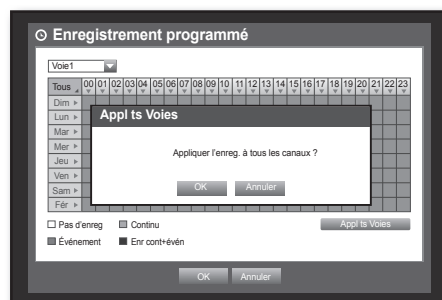 Enregistrement programmé
Voie1
Tous 00 01 02 03 04 05 06 07 08 09 10 11 12 13 14 15 16 17 18 19 20 21 22 23
Dim
Lun
Mar
Mer
Jeu
Ven
Sam
Fér
Appl ts Voies
Appliquer l'enreg. à tous les canaux ?
OK Annuler
Pas d'enreg Continu Appl ts Voies
Événement Enr cont+évén
OK Annuler